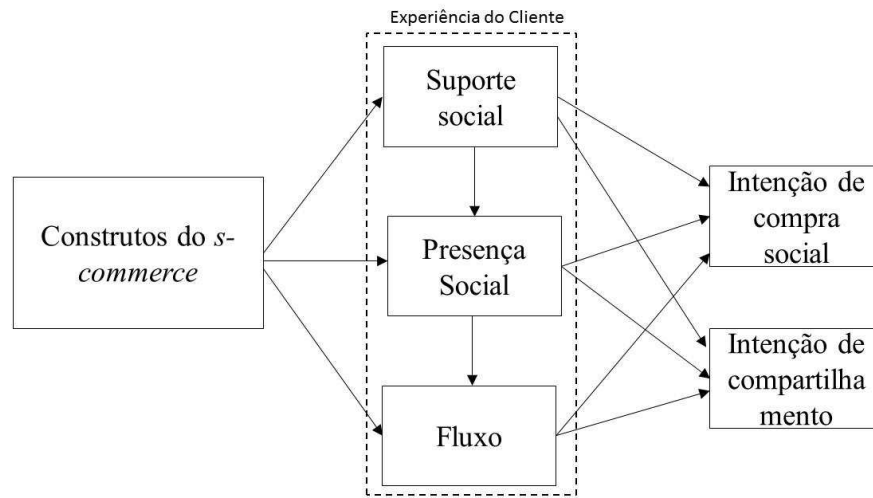 Experiência do Cliente
Suporte
social
Construtos do s-
commerce
Presença
Social
Fluxo
Intenção de
compra
social
Intenção de
compartilha
mento